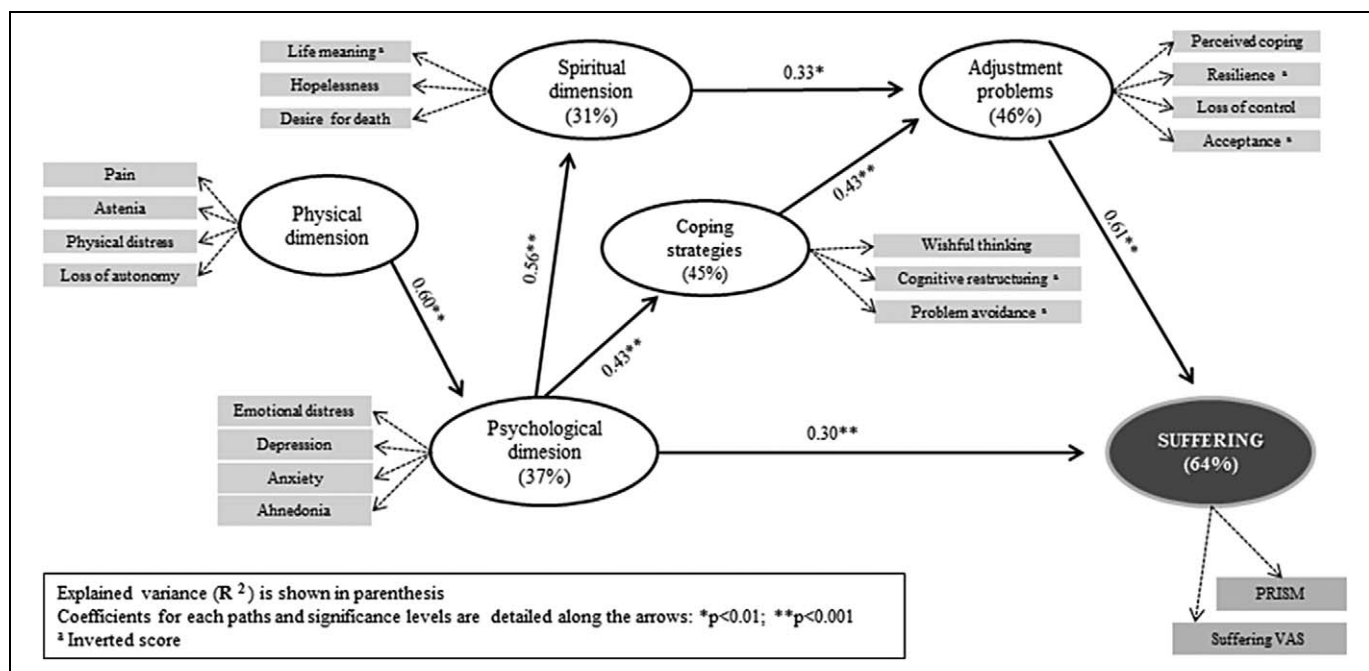 Life meaning ª
Hopelessness
Desire for death
Spiritual
dimension
(31%)
0.33*
Adjustment
problems
(46%)
Perceived coping
Resilience ª
Loss of control
Acceptance ª
Pain
Astenia
Physical distress
Loss of autonomy
Physical
dimension
0.60**
0.56**
0.43**
Coping
strategies
(45%)
0.43**
Wishful thinking
Cognitive restructuring ª
Problem avoidance ª
0.61**
Emotional distress
Depression
Anxiety
Ahnedonia
Psychological
dimesion
(37%)
0.30**
SUFFERING
(64%)
PRISM
Suffering VAS
Explained variance (R ²) is shown in parenthesis
Coefficients for each paths and significance levels are detailed along the arrows: *p<0.01; **p<0.001
ª Inverted score